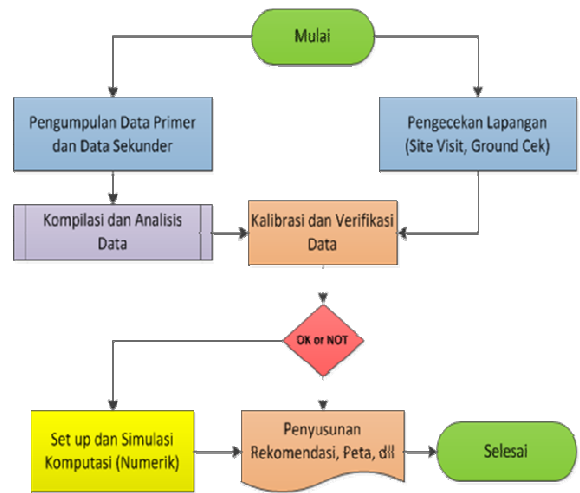 Mulai
Pengumpulan Data Primer
dan Data Sekunder
Pengecekan Lapangan
(Site Visit, Ground Cek)
Kompilasi dan Analisis
Data
Kalibrasi dan Verifikasi
Data
OK or NOT
Set up dan Simulasi
Komputasi (Numerik)
Penyusunan
Rekomendasi, Peta, dll
Selesai